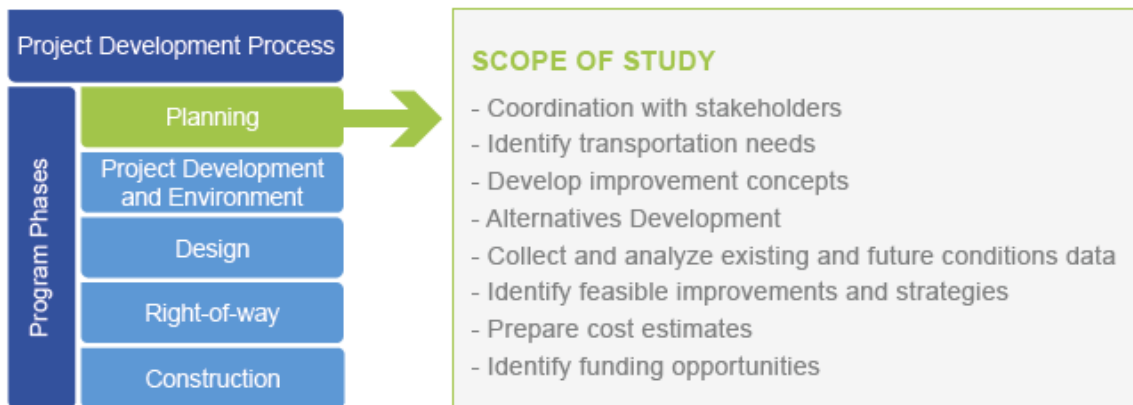 Project Development Process
Program Phases
Planning
Project Development
and Environment
Design
Right-of-way
Construction
SCOPE OF STUDY
- Coordination with stakeholders
- Identify transportation needs
- Develop improvement concepts
- Alternatives Development
- Collect and analyze existing and future conditions data
- Identify feasible improvements and strategies
- Prepare cost estimates
- Identify funding opportunities